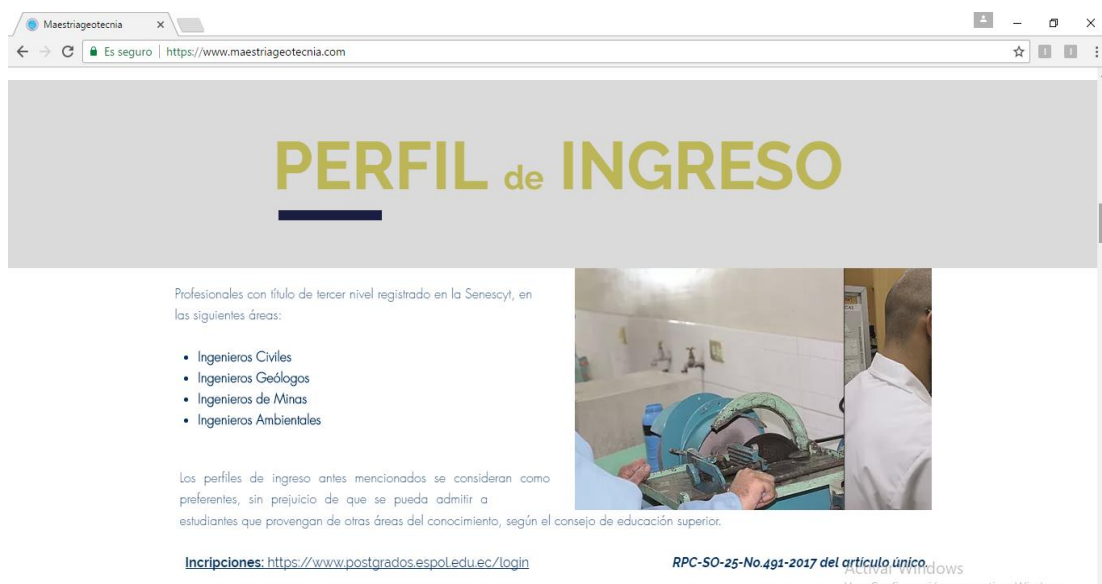 Maestriageotecnia
Es seguro | https://www.maestriageotecnia.com
PERFIL de INGRESO
Profesionales con título de tercer nivel registrado en la Senescyt, en
las siguientes áreas:
• Ingenieros Civiles
• Ingenieros Geólogos
• Ingenieros de Minas
• Ingenieros Ambientales
Los perfiles de ingreso antes mencionados se consideran como
preferentes, sin prejuicio de que se pueda admitir a
estudiantes que provengan de otras áreas del conocimiento, según el consejo de educación superior.
Incripciones: https://www.postgrados.espol.edu.ec/login
RPC-SO-25-No.491-2017 del artículo único.
Activar Windows